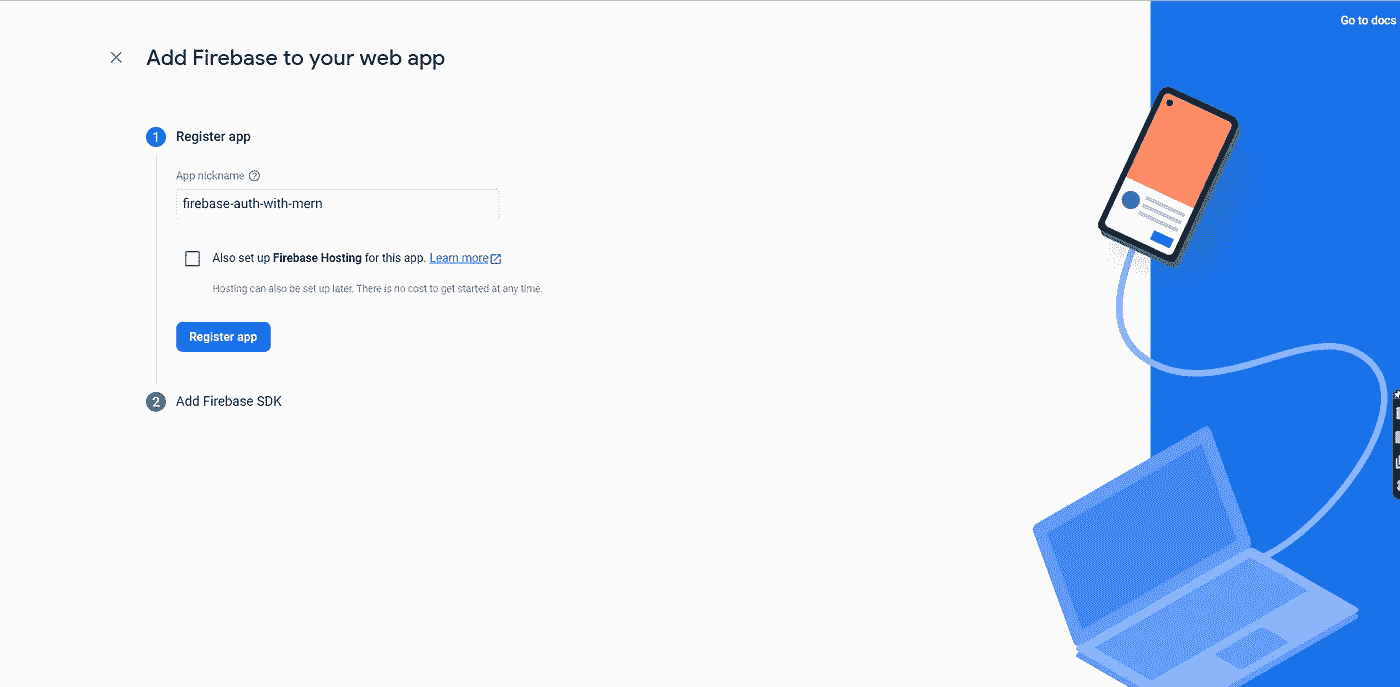 Go to docs
Add Firebase to your web app
1 Register app
App nickname
firebase-auth-with-mern
Also set up Firebase Hosting for this app. Learn more
Hosting can also be set up later. There is no cost to get started at any time.
Register app
2 Add Firebase SDK